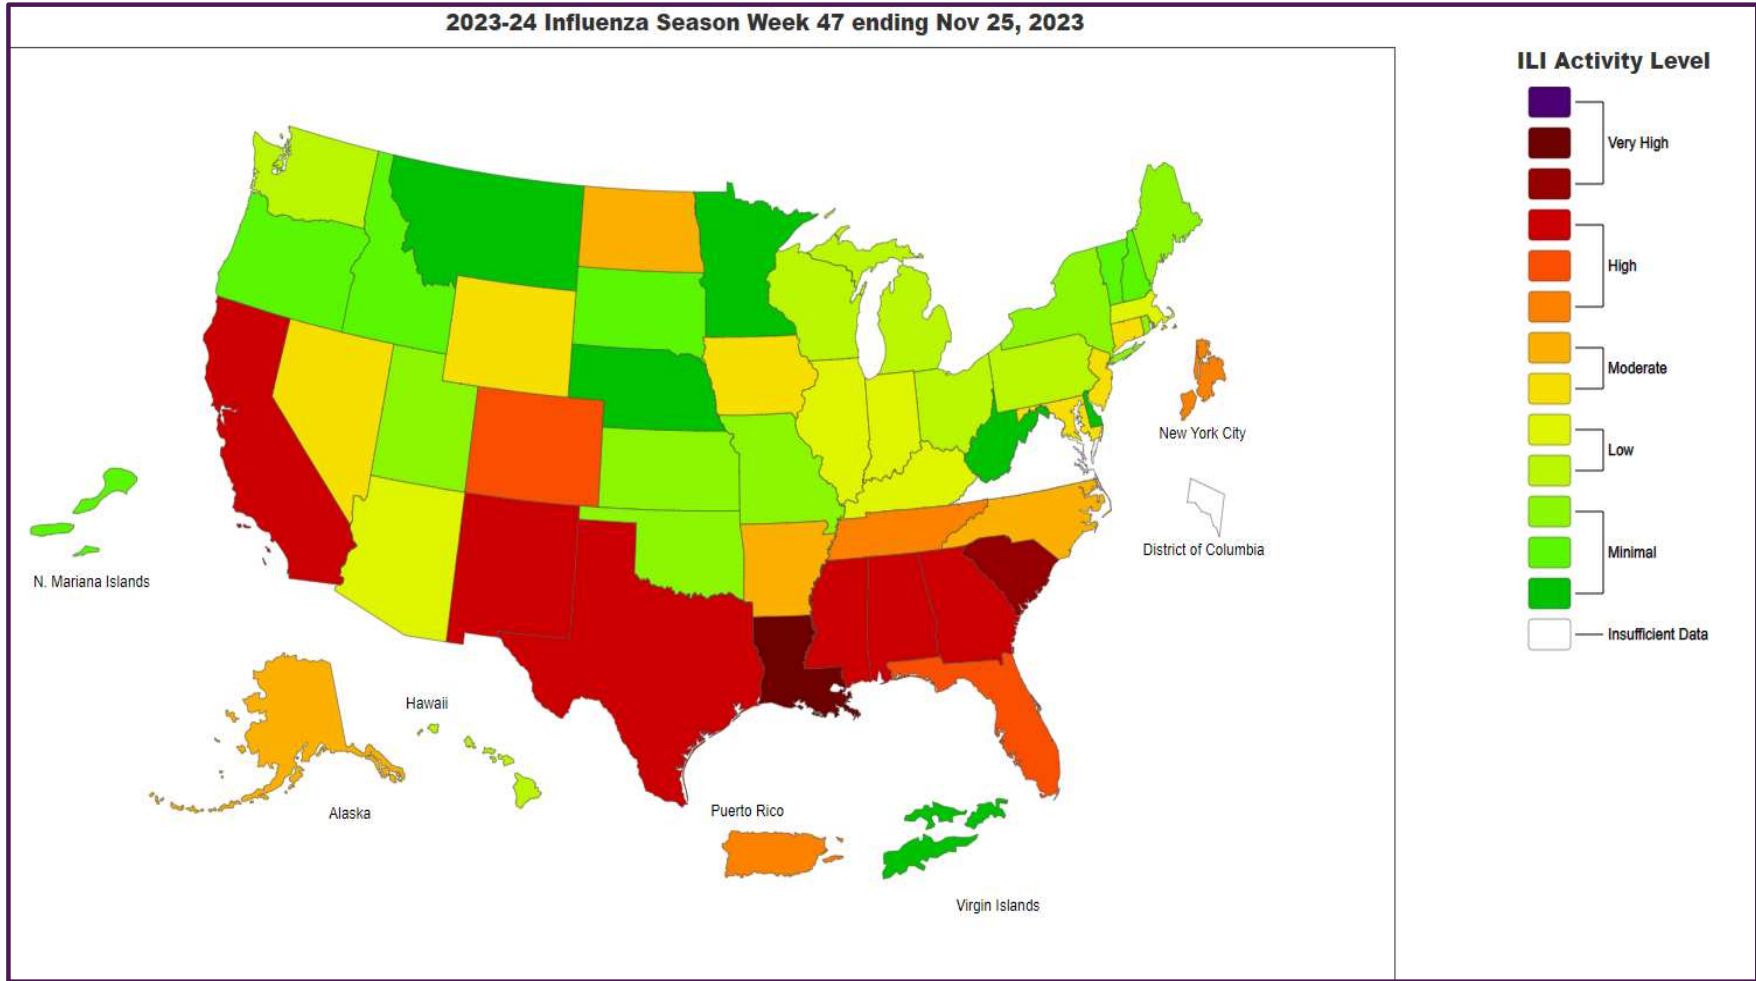 2023-24 Influenza Season Week 47 ending Nov 25, 2023
ILI Activity Level
Very High
High
Moderate
Low
Minimal
Insufficient Data
New York City
District of Columbia
N. Mariana Islands
Hawaii
Alaska
Puerto Rico
Virgin Islands